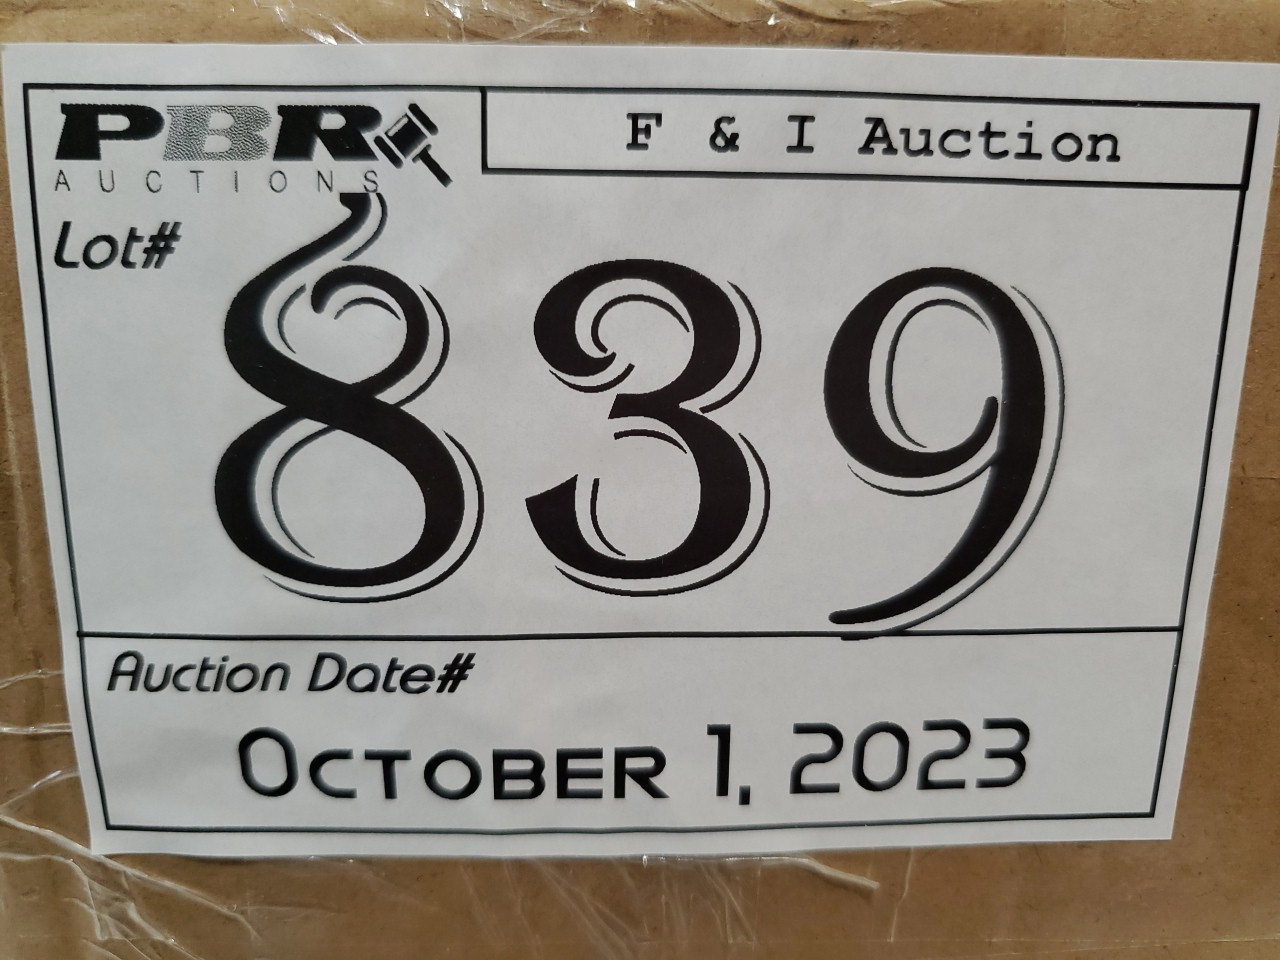 PBR
AUCTIONS
F & I Auction
Lot#
839
Auction Date#
OCTOBER 1, 2023